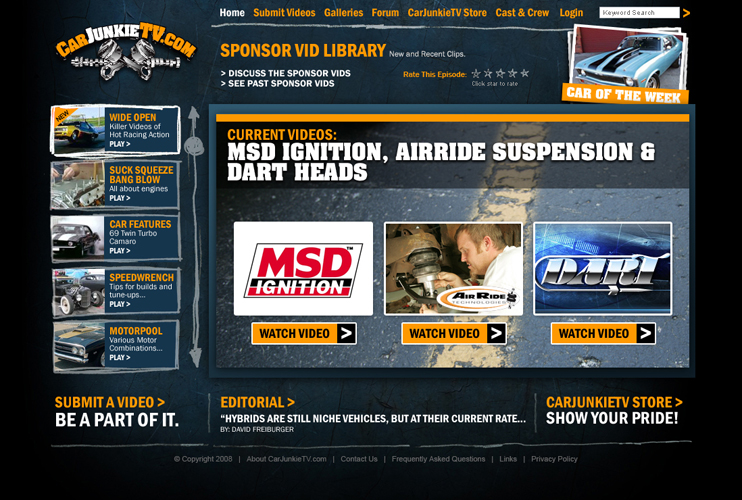 Home Submit Videos Galleries Forum CarJunkieTV Store Cast & Crew Login Keyword Search >
CARJUNKIETV.COM
SPONSOR VID LIBRARY New and Recent Clips.
> DISCUSS THE SPONSOR VIDS
> SEE PAST SPONSOR VIDS
Rate This Episode:
Click star to rate
CAR OF THE WEEK
NEW
WIDE OPEN
Killer Videos of
Hot Racing Action
PLAY >
SUCK SQUEEZE
BANG BLOW
All about engines
PLAY >
CAR FEATURES
69 Twin Turbo
Camaro
PLAY >
SPEEDWRENCH
Tips for builds and
tune-ups...
PLAY >
MOTORPOOL
Various Motor
Combinations...
PLAY >
CURRENT VIDEOS:
MSD IGNITION, AIRRIDE SUSPENSION &
DART HEADS
MSD™
IGNITION
AIR RIDE
TECHNOLOGIES
DART
WATCH VIDEO > WATCH VIDEO > WATCH VIDEO >
SUBMIT A VIDEO >
BE A PART OF IT.
EDITORIAL >
“HYBRIDS ARE STILL NICHE VEHICLES, BUT AT THEIR CURRENT RATE...
BY: DAVID FREIBURGER
CARJUNKIETV STORE >
SHOW YOUR PRIDE!
© Copyright 2008 | About CarJunkieTV.com | Contact Us | Frequently Asked Questions | Links | Privacy Policy